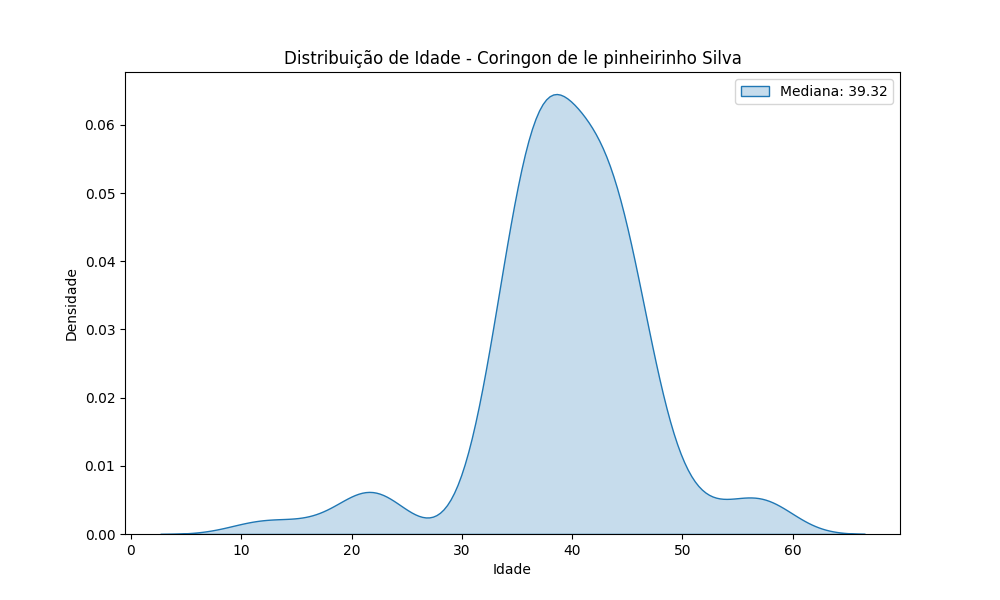 Distribuição de Idade - Coringon de le pinheirinho Silva
Mediana: 39.32
0.06
0.05
0.04
0.03
0.02
0.01
0.00
Densidade
0 10 20 30 40 50 60
Idade